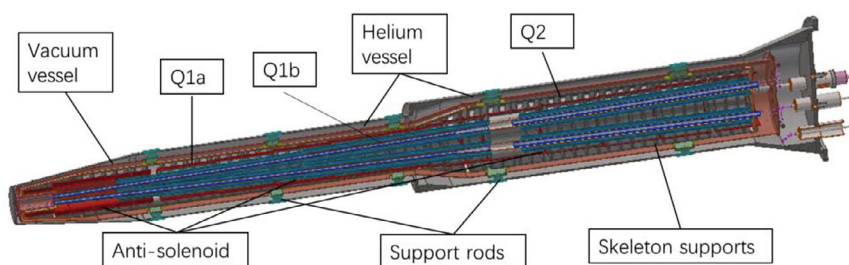 Vacuum
vessel
Q1a
Q1b
Helium
vessel
Q2
Anti-solenoid
Support rods
Skeleton supports